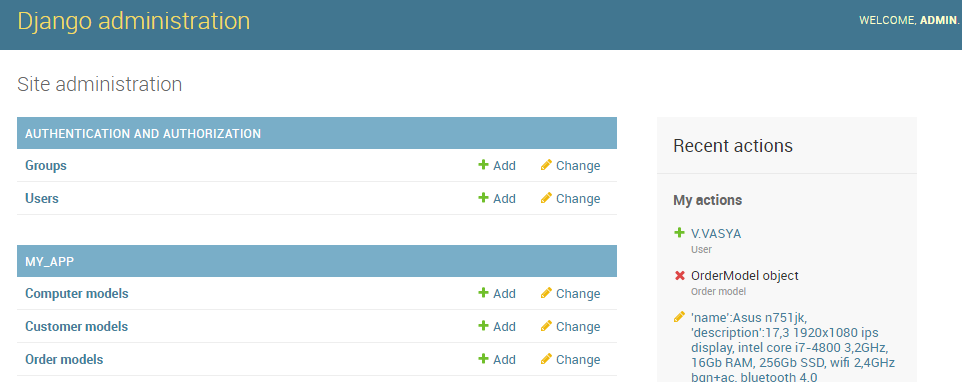 Django administration
WELCOME, ADMIN.
Site administration
AUTHENTICATION AND AUTHORIZATION
Groups Add Change
Users Add Change
MY_APP
Computer models Add Change
Customer models Add Change
Order models Add Change
Recent actions
My actions
V.VASYA
User
OrderModel object
Order model
'name':Asus n751jk,
'description':17,3 1920x1080 ips
display, intel core i7-4800 3,2GHz,
16Gb RAM, 256Gb SSD, wifi 2,4GHz
bgn+ac, bluetooth 4.0